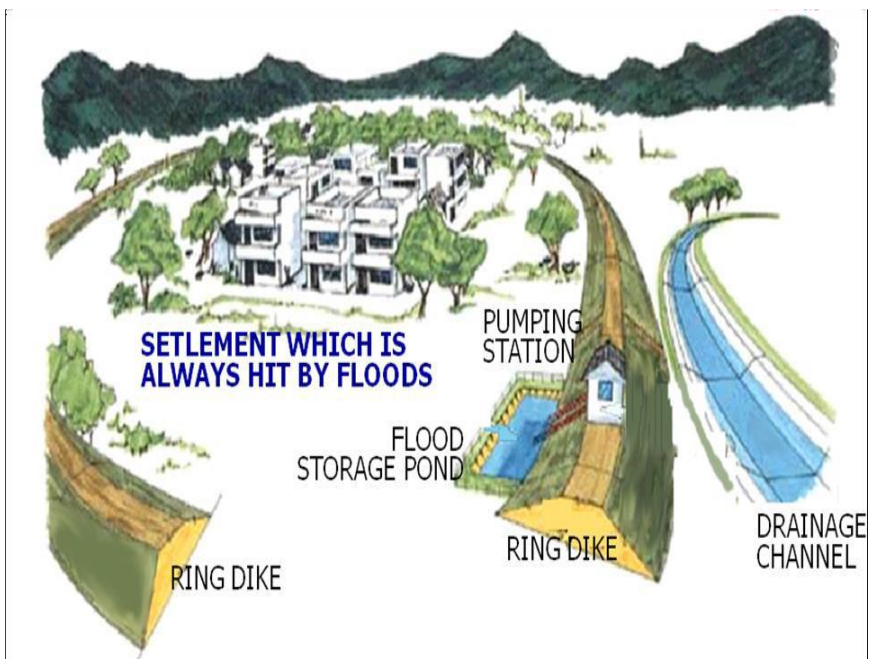 SETLEMENT WHICH IS
ALWAYS HIT BY FLOODS
PUMPING
STATION
FLOOD
STORAGE POND
RING DIKE
RING DIKE
DRAINAGE
CHANNEL